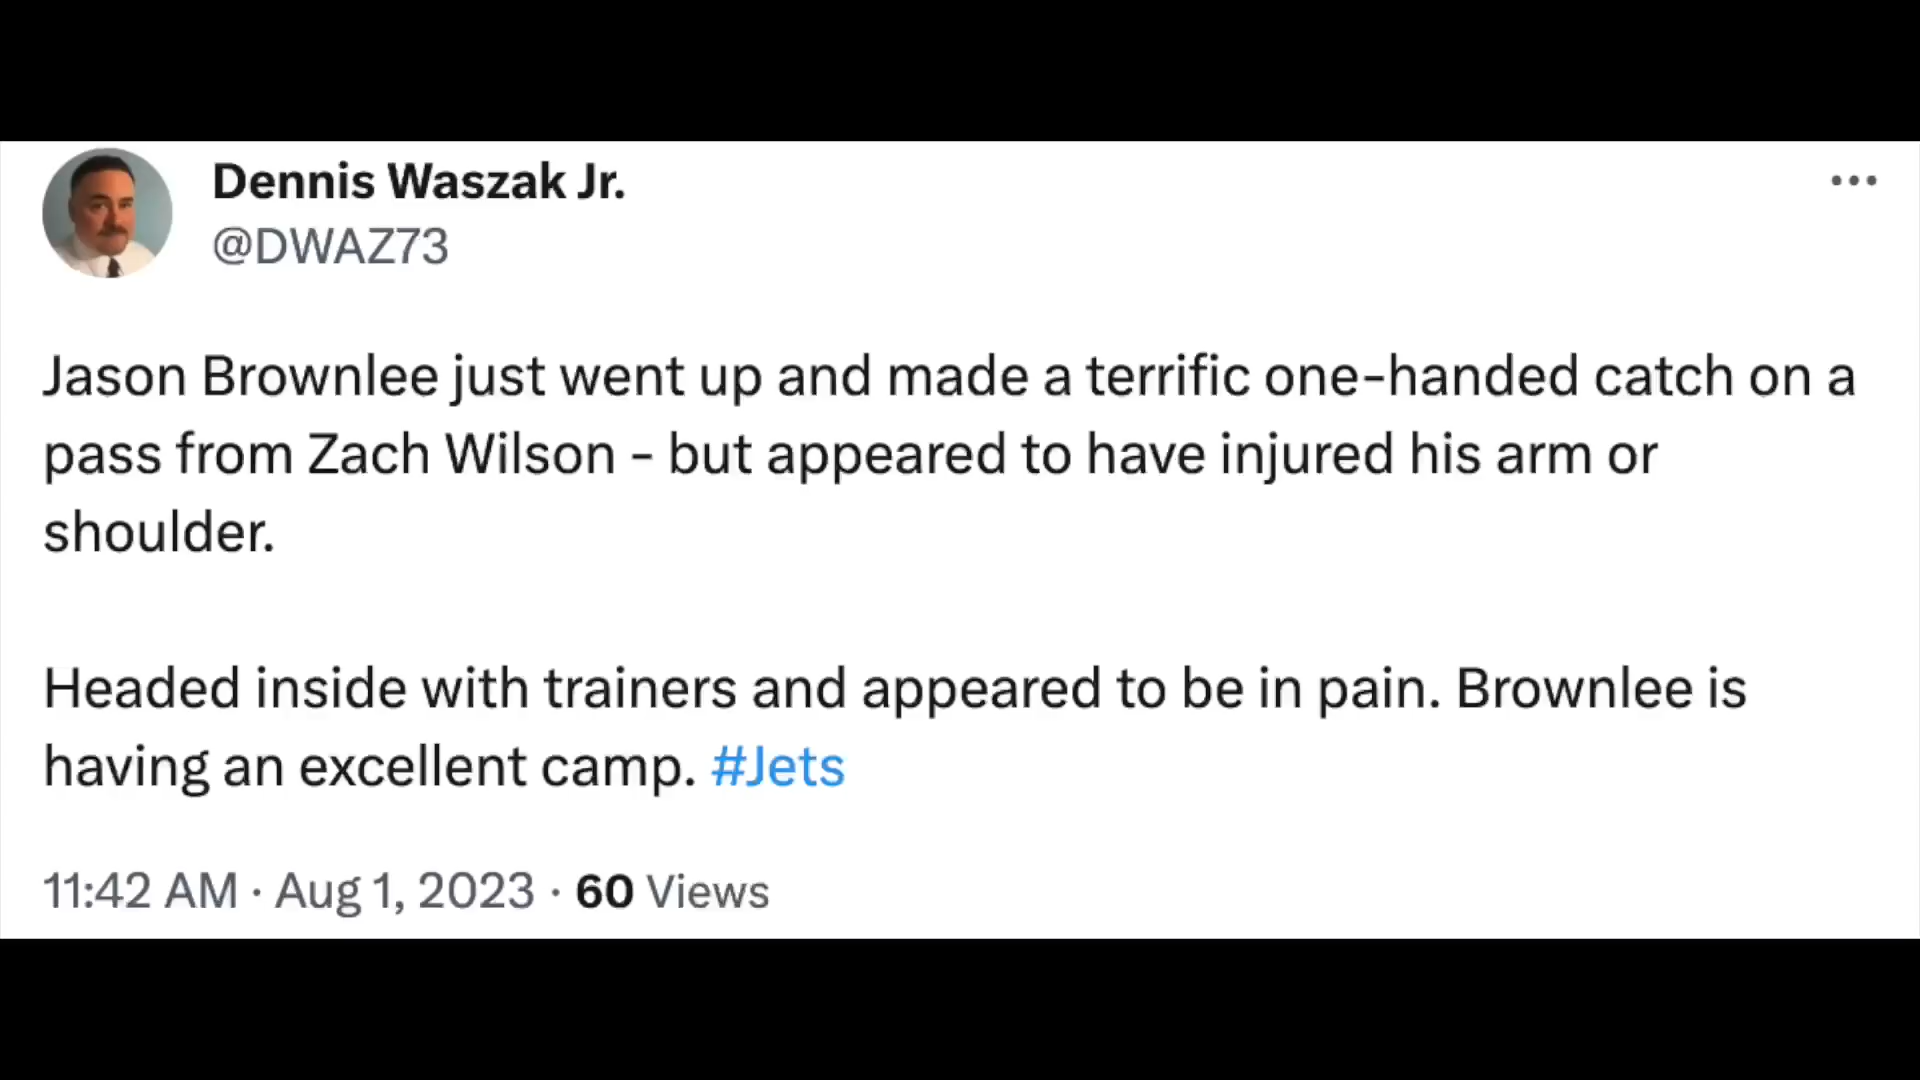 Dennis Waszak Jr.
@DWAZ73
Jason Brownlee just went up and made a terrific one-handed catch on a
pass from Zach Wilson - but appeared to have injured his arm or
shoulder.
Headed inside with trainers and appeared to be in pain. Brownlee is
having an excellent camp. #Jets
11:42 AM · Aug 1, 2023 · 60 Views